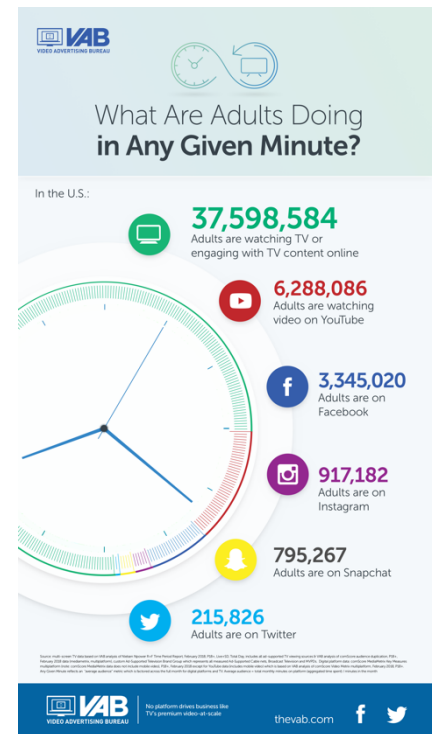 VAB
VIDEO ADVERTISING BUREAU
What Are Adults Doing
in Any Given Minute?
In the U.S.:
37,598,584
Adults are watching TV or
engaging with TV content online
6,288,086
Adults are watching
video on YouTube
3,345,020
Adults are on
Facebook
917,182
Adults are on
Instagram
795,267
Adults are on Snapchat
215,826
Adults are on Twitter
VAB
VIDEO ADVERTISING BUREAU
No platform drives business like
TV's premium video-at-scale
thevab.com